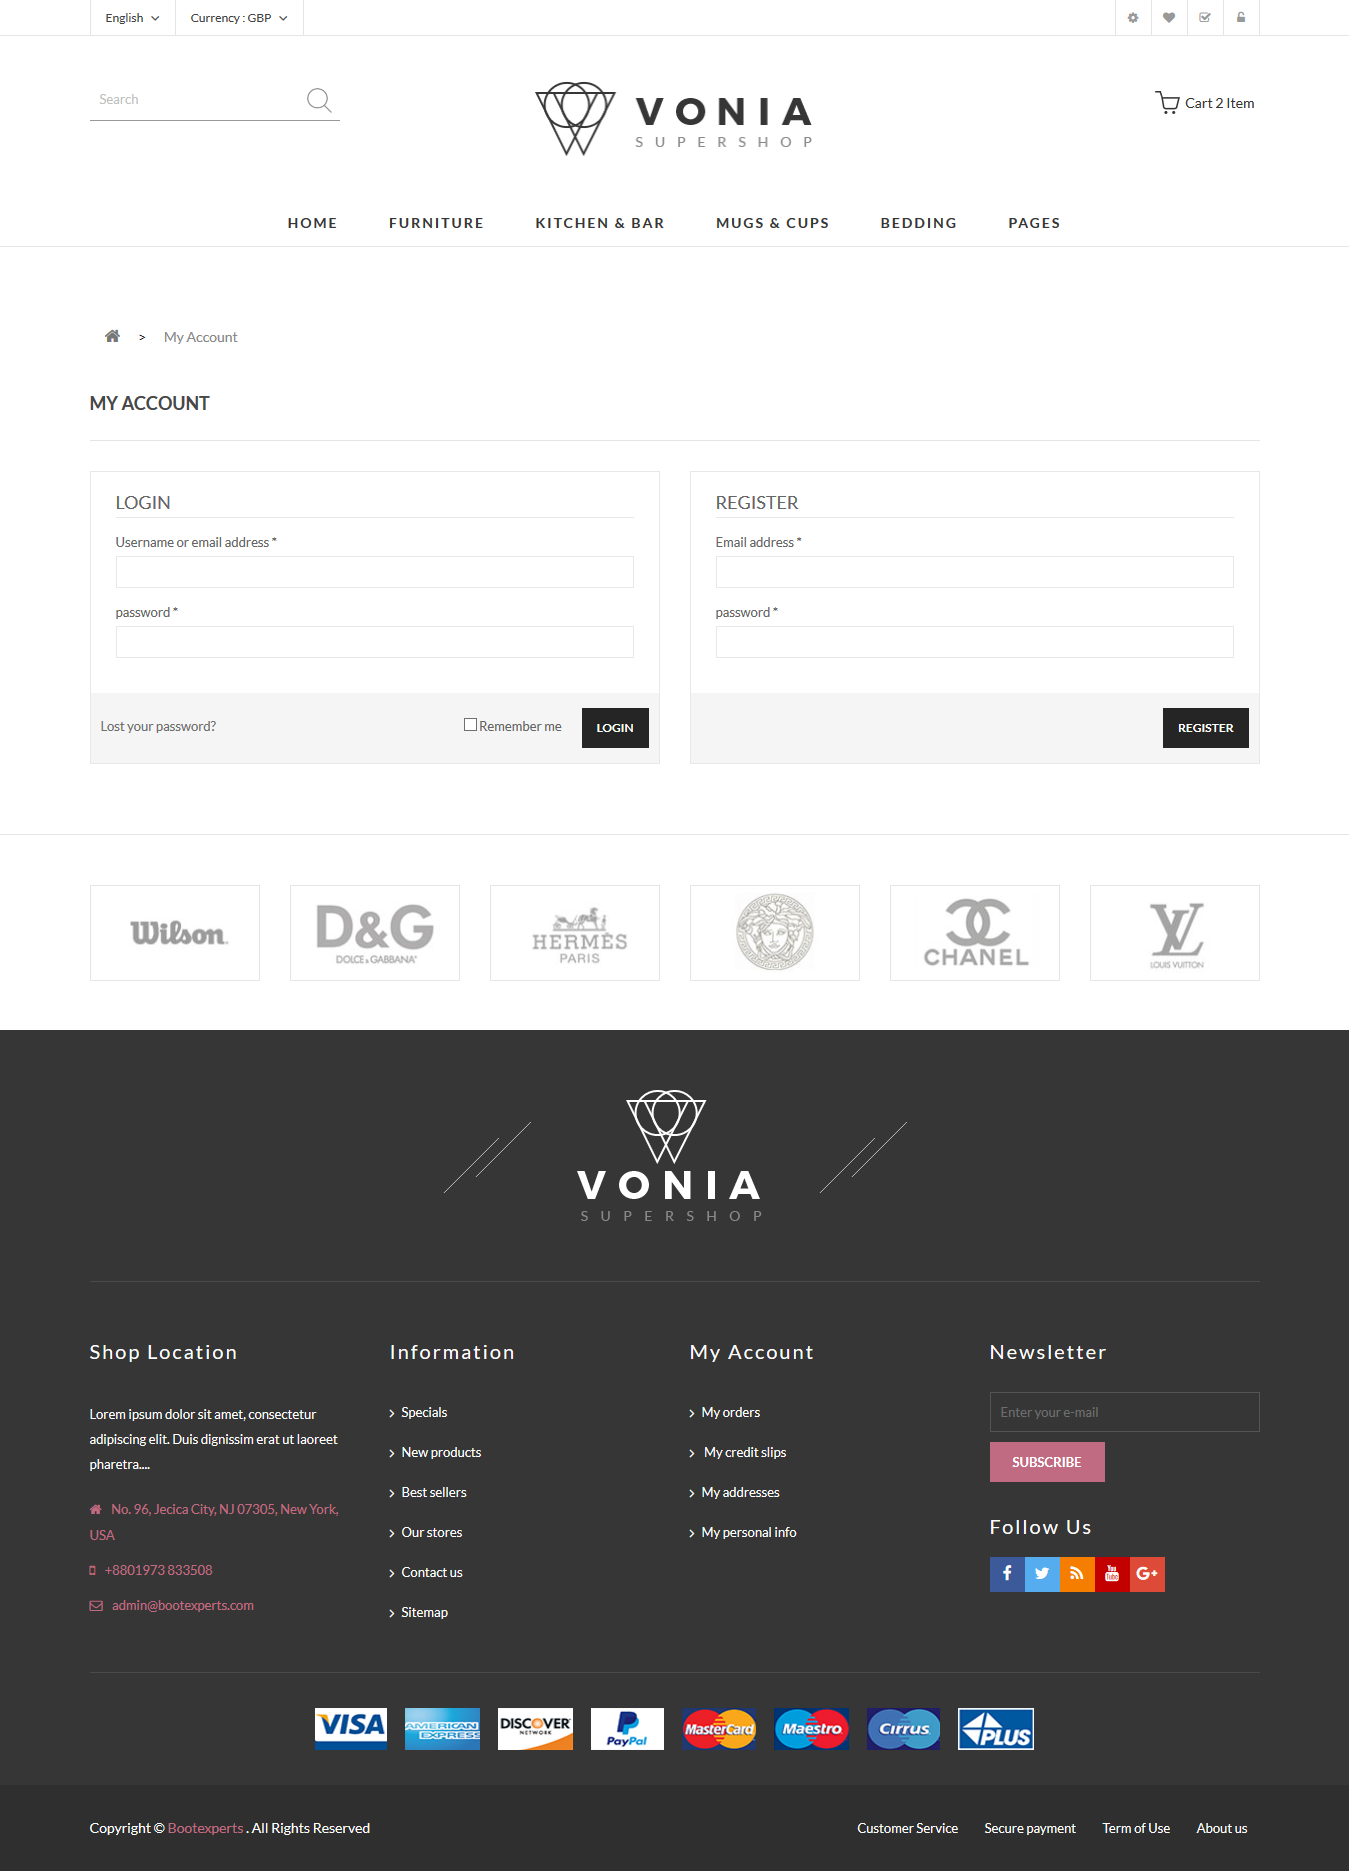 English
Currency : GBP
Search
VONIA
SUPERSHOP
Cart 2 Item
HOME
FURNITURE
KITCHEN & BAR
MUGS & CUPS
BEDDING
PAGES
>
My Account
MY ACCOUNT
LOGIN
Username or email address *
password *
Lost your password?
Remember me
LOGIN
REGISTER
Email address *
password *
REGISTER
Wilson
D&G
DOLCE & GABBANA
HERMÈS
PARIS
CHANEL
LV
LOUIS VUITTON
VONIA
SUPERSHOP
Shop Location
Lorem ipsum dolor sit amet, consectetur
adipiscing elit. Duis dignissim erat ut laoreet
pharetra....
No. 96, Jecica City, NJ 07305, New York,
USA
+8801973 833508
admin@bootexperts.com
Information
Specials
New products
Best sellers
Our stores
Contact us
Sitemap
My Account
My orders
My credit slips
My addresses
My personal info
Newsletter
Enter your e-mail
SUBSCRIBE
Follow Us
You
Tube
G+
VISA
AMERICAN
EXPRESS
DISCOVER
NETWORK
PayPal
MasterCard
Maestro
Cirrus
PLUS
Copyright © Bootexperts . All Rights Reserved
Customer Service
Secure payment
Term of Use
About us